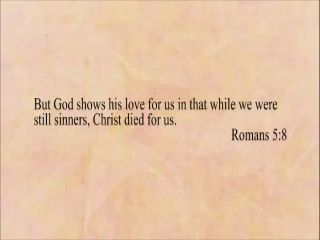 But God shows his love for us in that while we were
still sinners, Christ died for us.
Romans 5:8